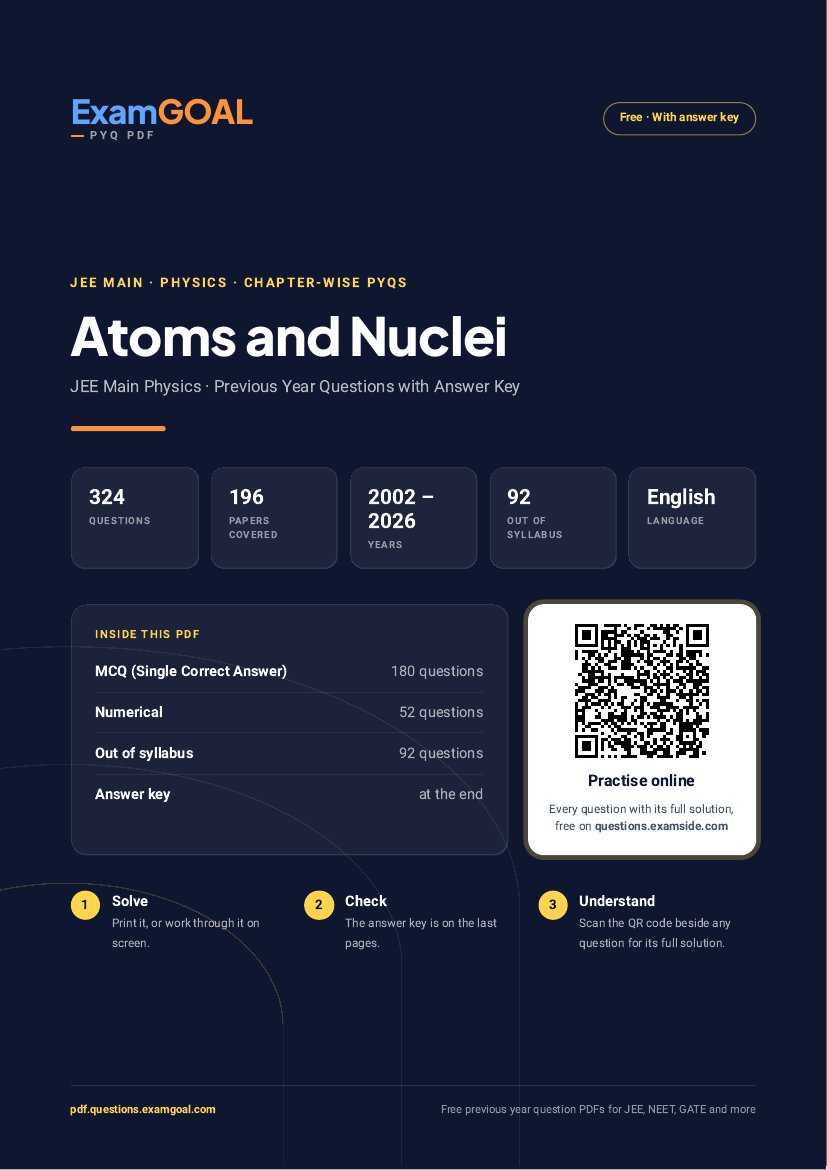 ExamGOAL
PYQ PDF
Free · With answer key
JEE MAIN · PHYSICS · CHAPTER-WISE PYQS
Atoms and Nuclei
JEE Main Physics · Previous Year Questions with Answer Key
324
QUESTIONS
196
PAPERS
COVERED
2002 –
2026
YEARS
92
OUT OF
SYLLABUS
English
LANGUAGE
INSIDE THIS PDF
MCQ (Single Correct Answer) 180 questions
Numerical 52 questions
Out of syllabus 92 questions
Answer key at the end
Practise online
Every question with its full solution,
free on questions.examside.com
1 Solve
Print it, or work through it on
screen.
2 Check
The answer key is on the last
pages.
3 Understand
Scan the QR code beside any
question for its full solution.
pdf.questions.examgoal.com
Free previous year question PDFs for JEE, NEET, GATE and more